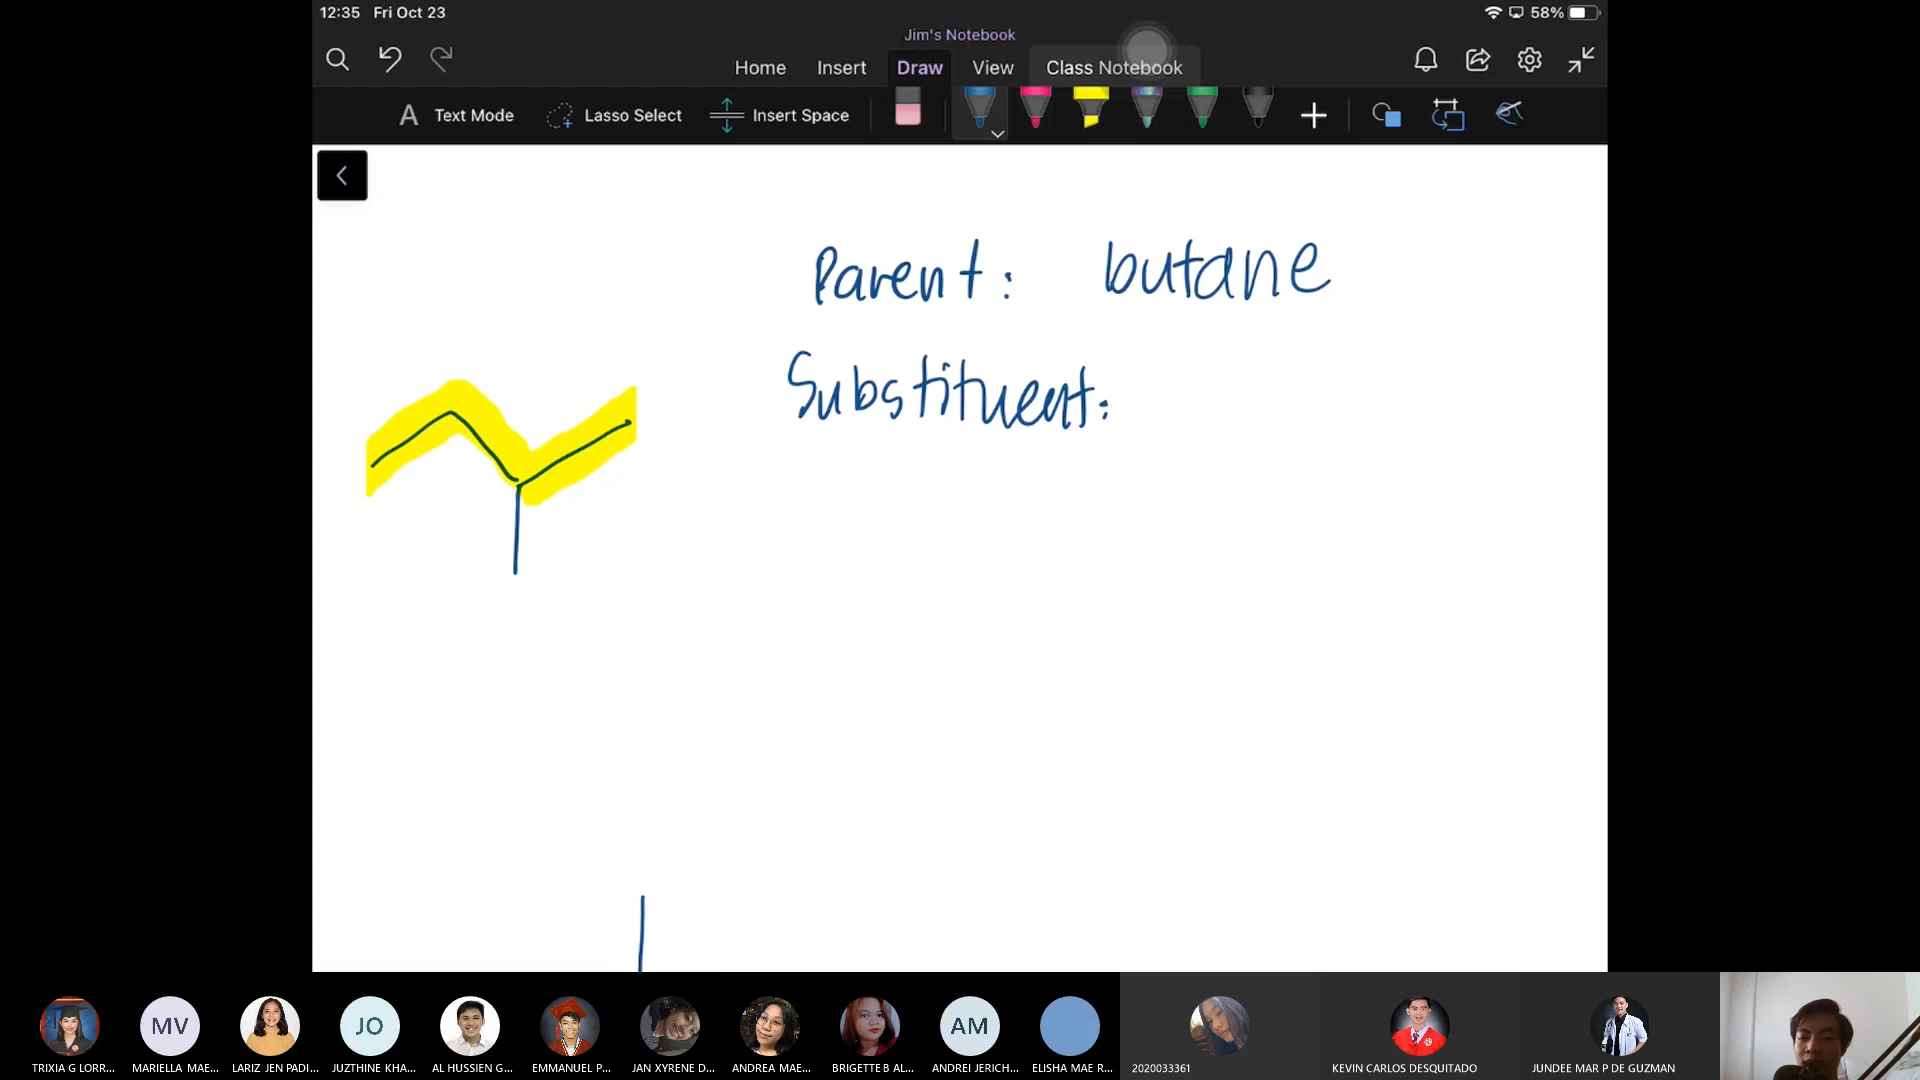 12:35 Fri Oct 23 58%
Jim's Notebook
Home Insert Draw View Class Notebook
A Text Mode Lasso Select Insert Space
Parent: butane
Substituent:
MV JO AM
TRIXIA G LORR... MARIELLA MAE... LARIZ JEN PADI... JUZTHINE KHA... AL HUSSIEN G... EMMANUEL P... JAN XYRENE D... ANDREA MAE... BRIGETTE B AL... ANDREI JERICH... ELISHA MAE R... 2020033361 KEVIN CARLOS DESQUITADO JUNDEE MAR P DE GUZMAN